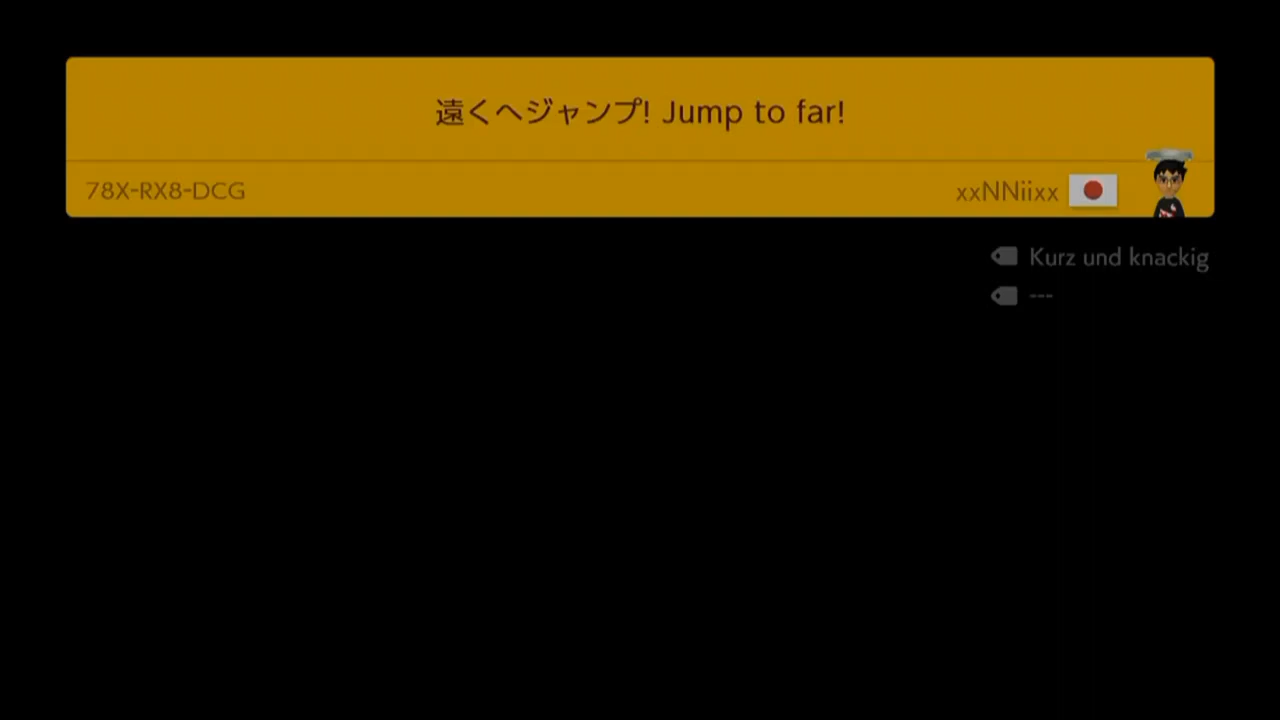 遠くへジャンプ! Jump to far!
78X-RX8-DCG
xxNNiixx
Kurz und knackig
---